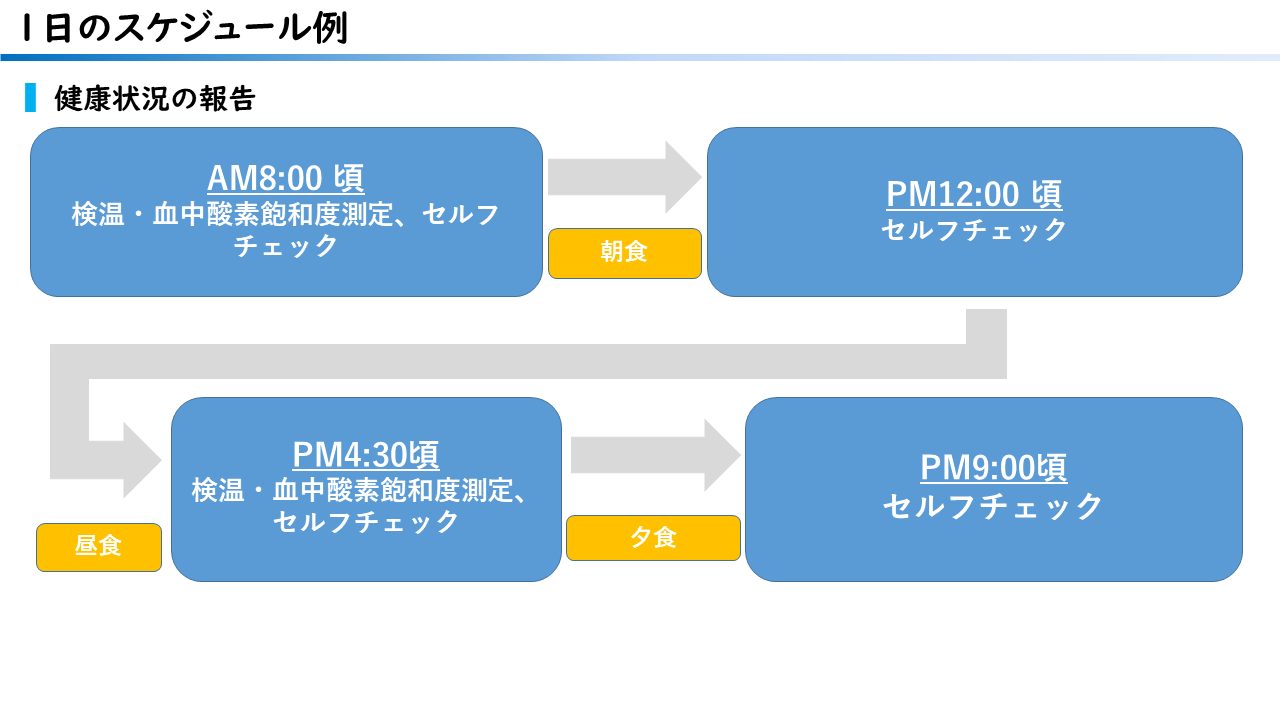 1日のスケジュール例
健康状況の報告
AM8:00 頃
検温・血中酸素飽和度測定、セルフ
チェック
朝食
PM12:00 頃
セルフチェック
昼食
PM4:30頃
検温・血中酸素飽和度測定、
セルフチェック
夕食
PM9:00頃
セルフチェック